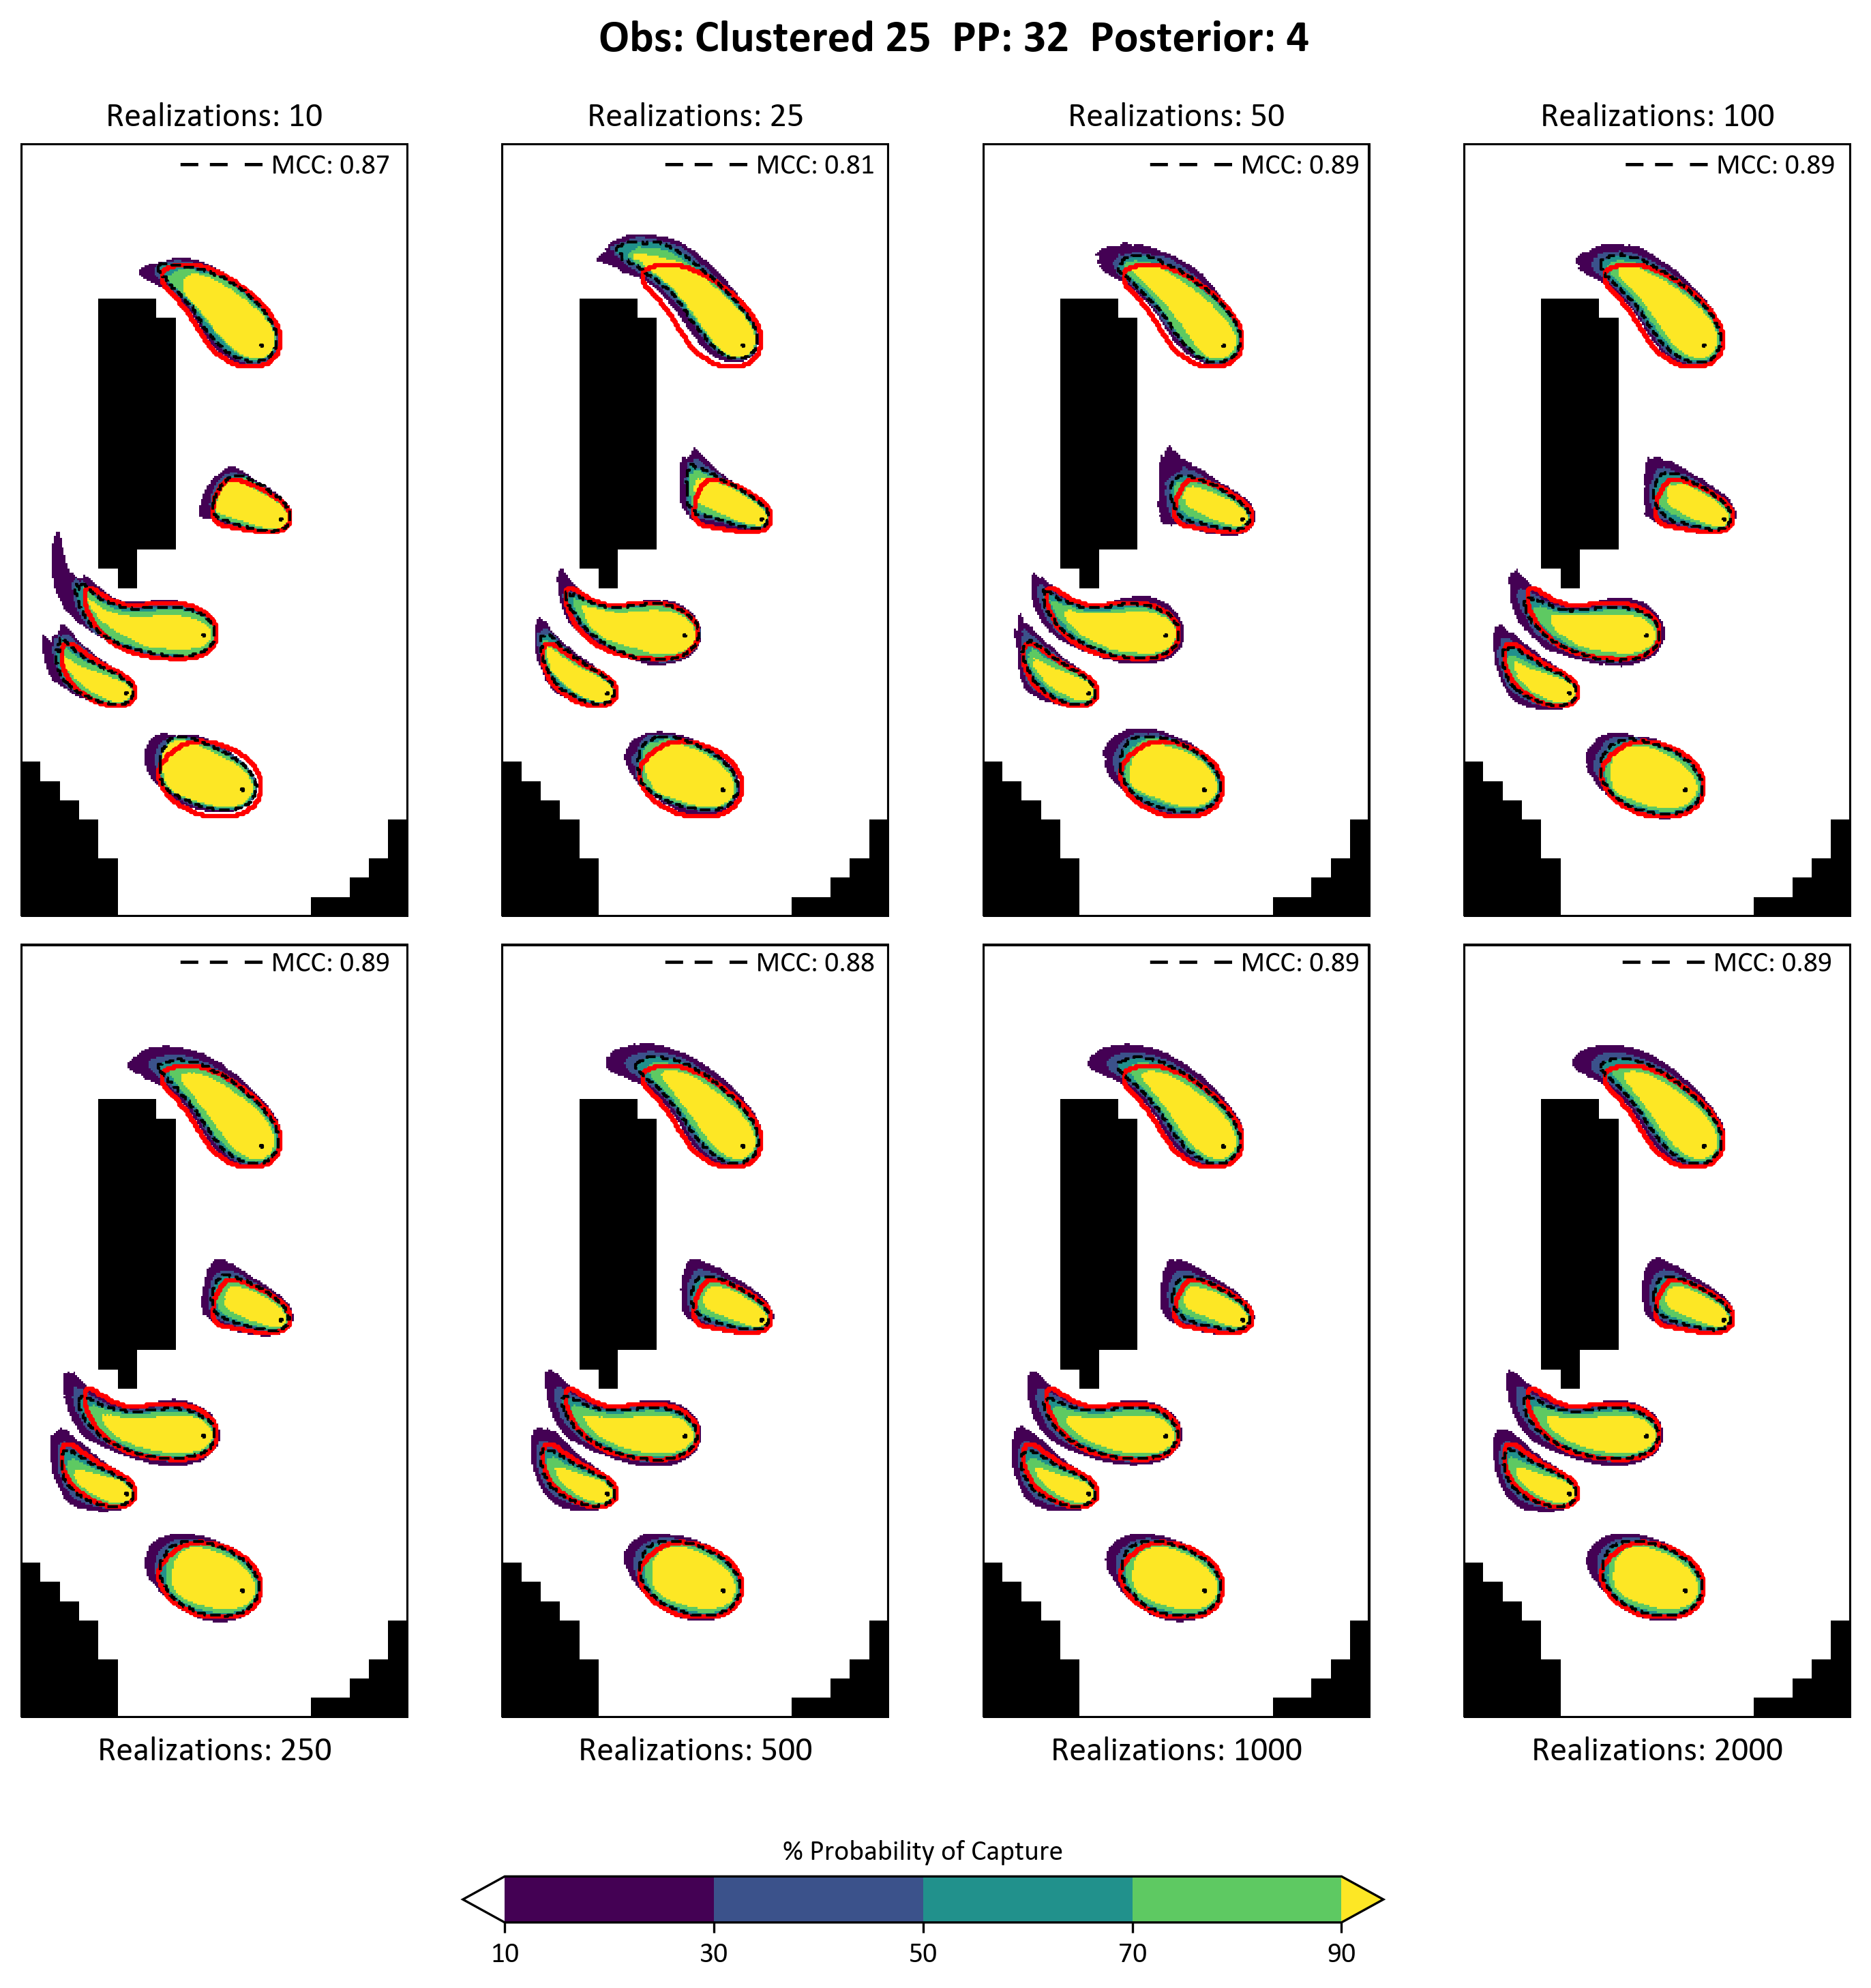 Obs: Clustered 25 PP: 32 Posterior: 4
Realizations: 10
Realizations: 25
Realizations: 50
Realizations: 100
MCC: 0.87
MCC: 0.81
MCC: 0.89
MCC: 0.89
MCC: 0.89
MCC: 0.88
MCC: 0.89
MCC: 0.89
Realizations: 250
Realizations: 500
Realizations: 1000
Realizations: 2000
% Probability of Capture
10
30
50
70
90